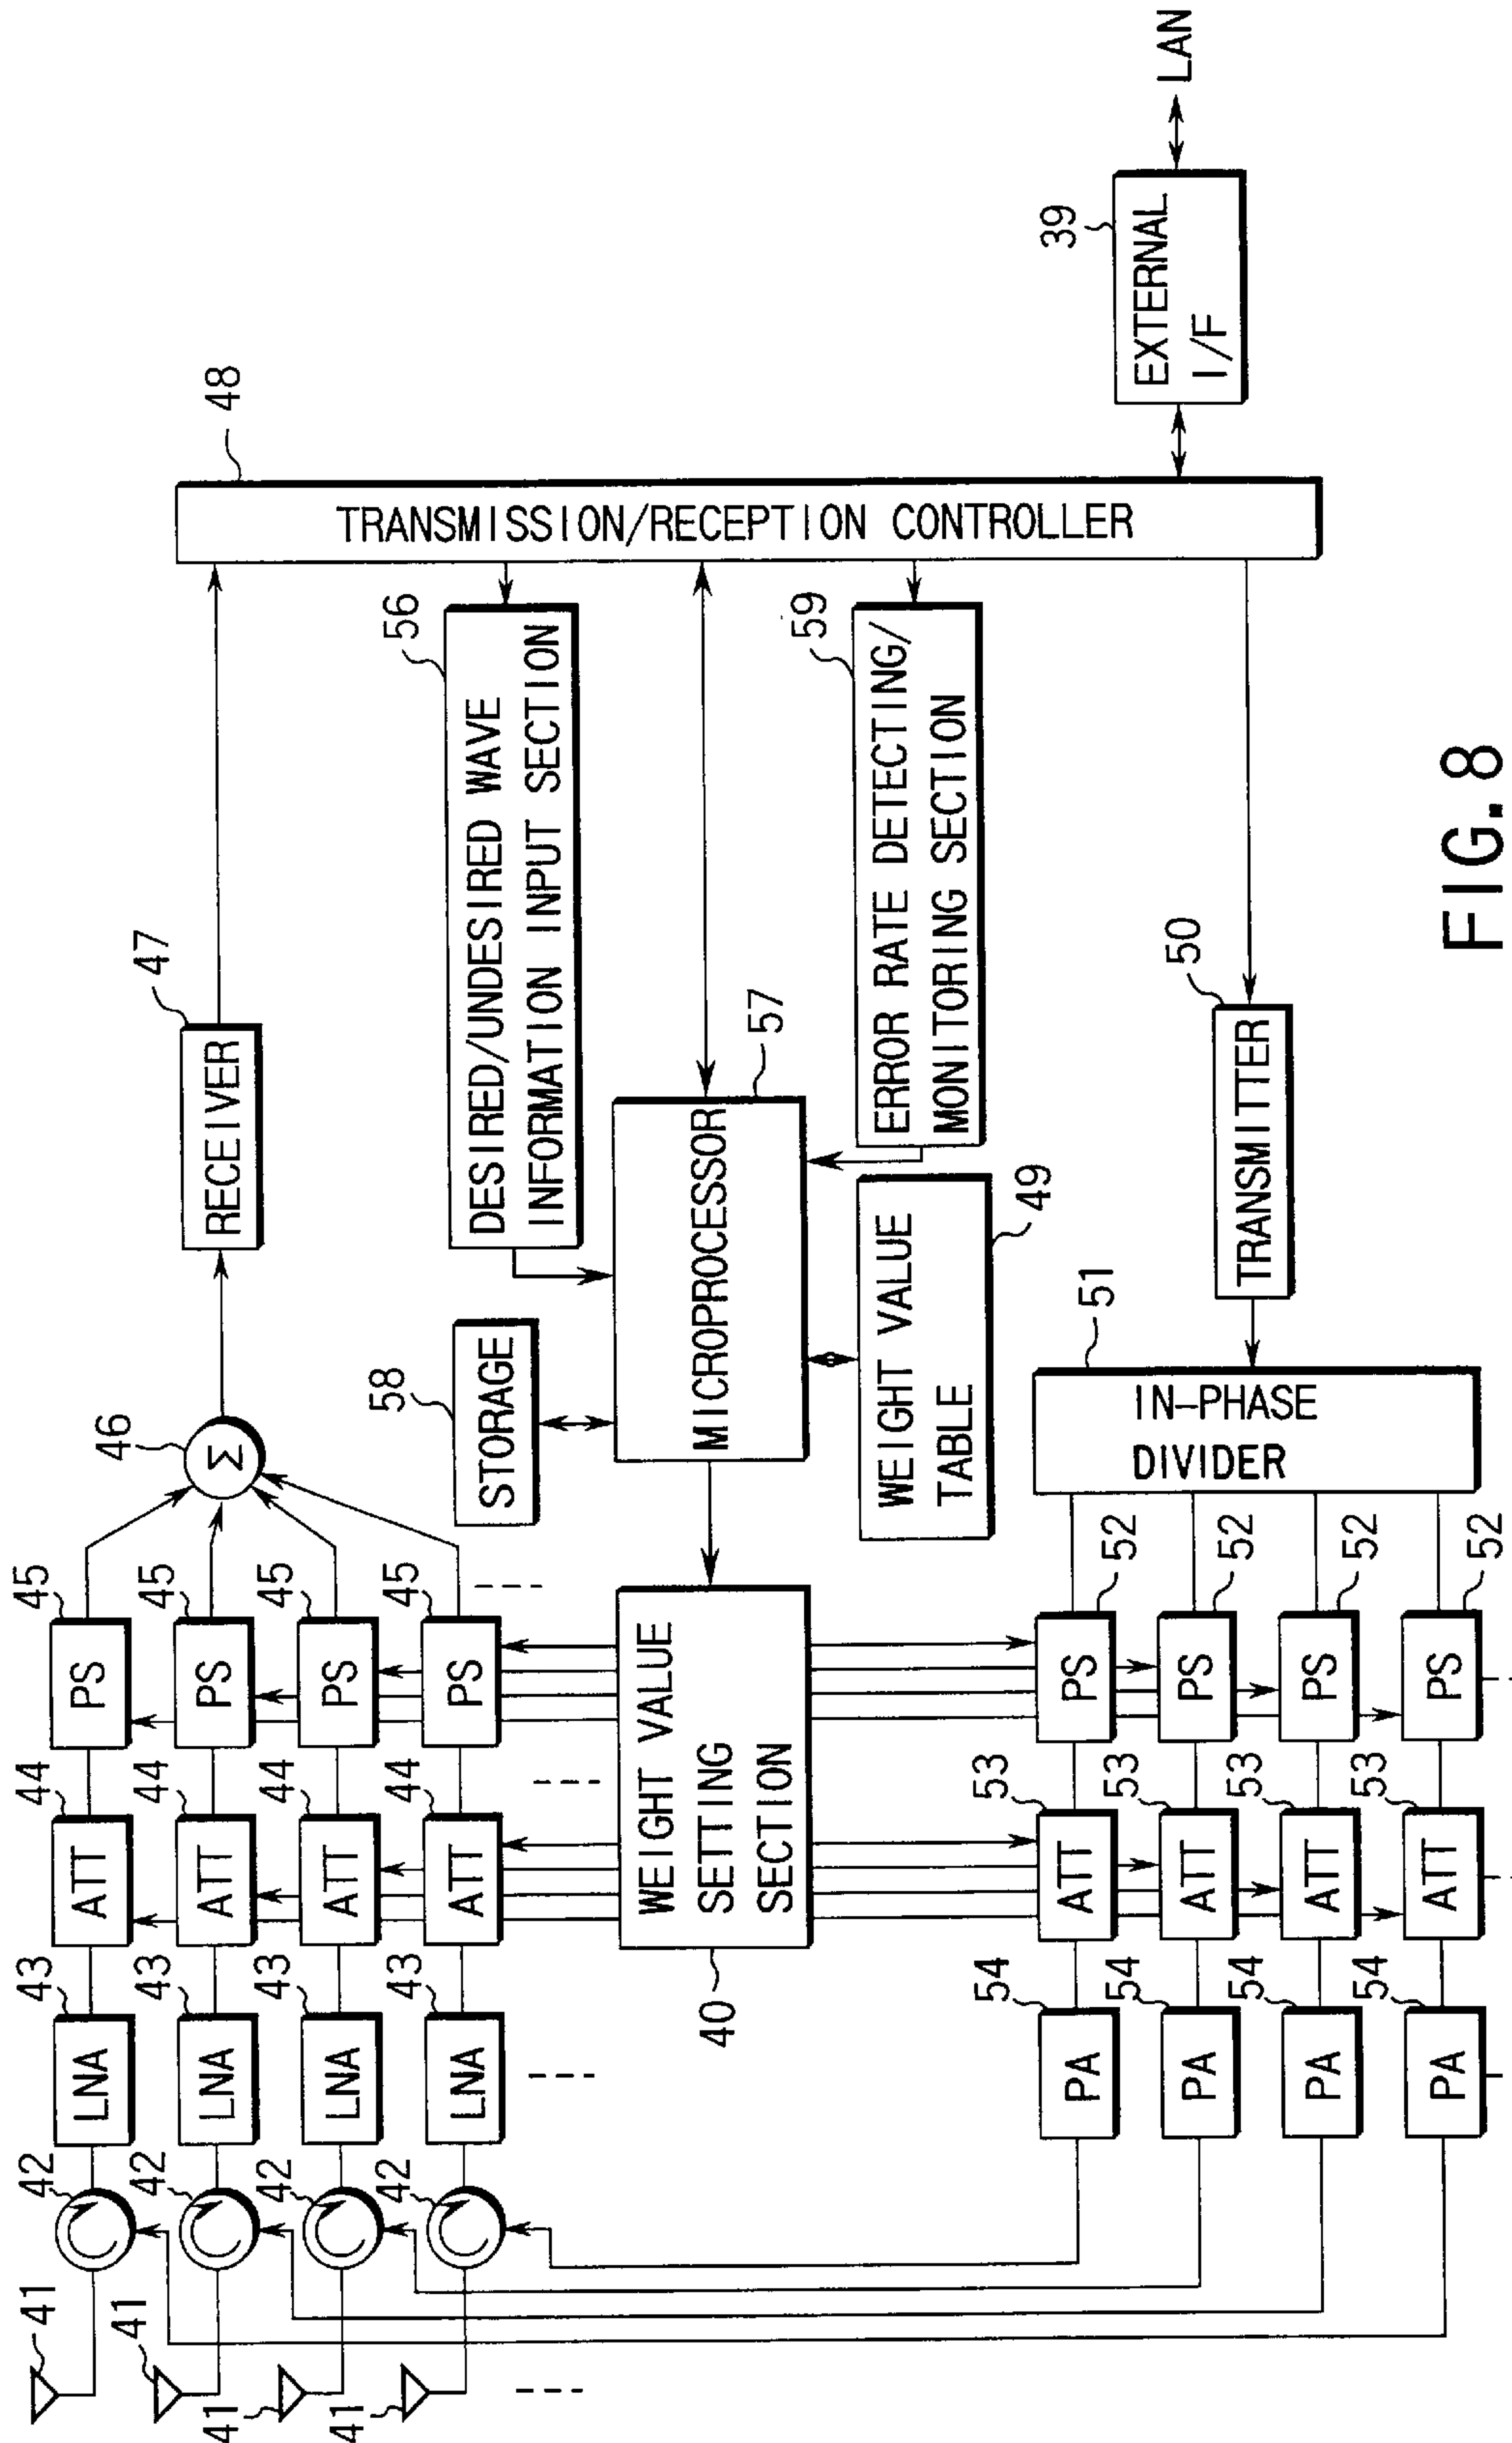 41
41
41
41
42
42
42
42
43
LNA
43
LNA
43
LNA
43
LNA
44
ATT
44
ATT
44
ATT
44
ATT
45
PS
45
PS
45
PS
45
PS
46
Σ
47
RECEIVER
48
TRANSMISSION/RECEPTION CONTROLLER
56
DESIRED/UNDESIRED WAVE
INFORMATION INPUT SECTION
58
STORAGE
57
MICROPROCESSOR
59
ERROR RATE DETECTING/
MONITORING SECTION
49
WEIGHT VALUE
TABLE
40
WEIGHT VALUE
SETTING
SECTION
39
EXTERNAL
I/F
LAN
50
TRANSMITTER
51
IN-PHASE
DIVIDER
52
PS
52
PS
52
PS
52
PS
53
ATT
53
ATT
53
ATT
53
ATT
54
PA
54
PA
54
PA
54
PA
FIG. 8